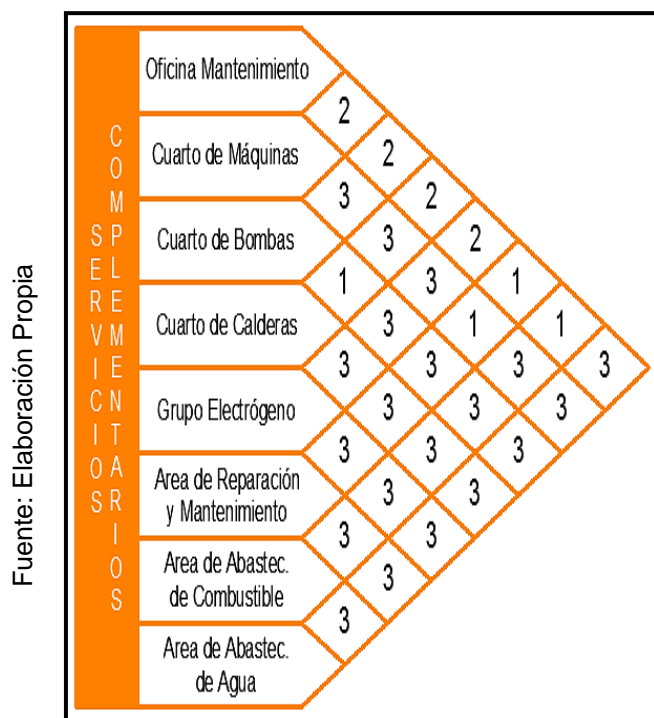 Fuente: Elaboración Propia
SERVICIOS
COMPLEMENTARIOS
Oficina Mantenimiento
2
Cuarto de Máquinas
2
3 2
Cuarto de Bombas
3 2
1 3 1
Cuarto de Calderas
3 1 1
3 3 3 3
Grupo Electrógeno
3 3 3
3 3 3
Area de Reparación
y Mantenimiento
3 3
3 3
Area de Abastec.
de Combustible
3
3
Area de Abastec.
de Agua